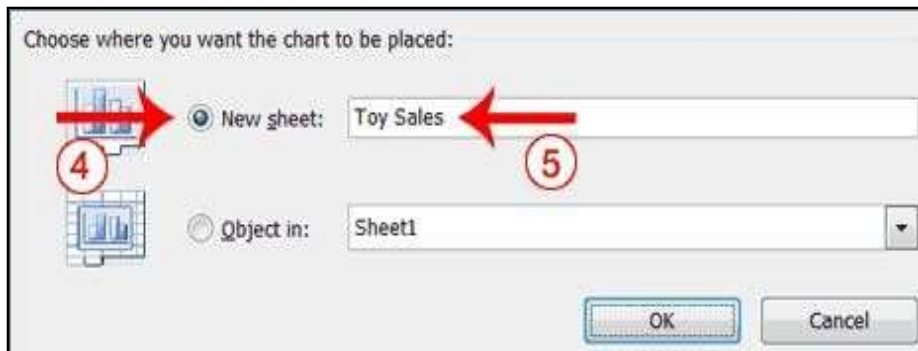 Choose where you want the chart to be placed:
④ New sheet: Toy Sales ⑤
Object in: Sheet1
OK Cancel